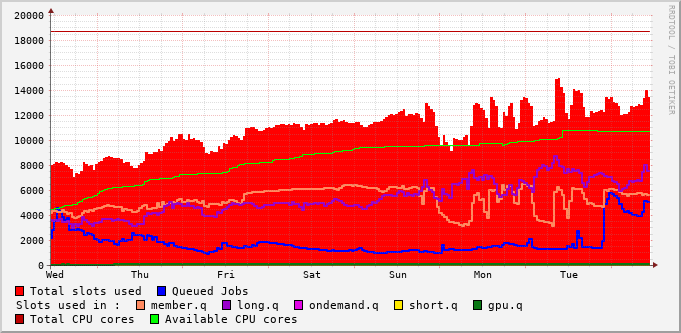 20000
18000
16000
14000
12000
10000
8000
6000
4000
2000
0
Wed Thu Fri Sat Sun Mon Tue
RRDTOOL / TOBI OETIKER
Total slots used Queued Jobs
Slots used in : member.q long.q ondemand.q short.q gpu.q
Total CPU cores Available CPU cores